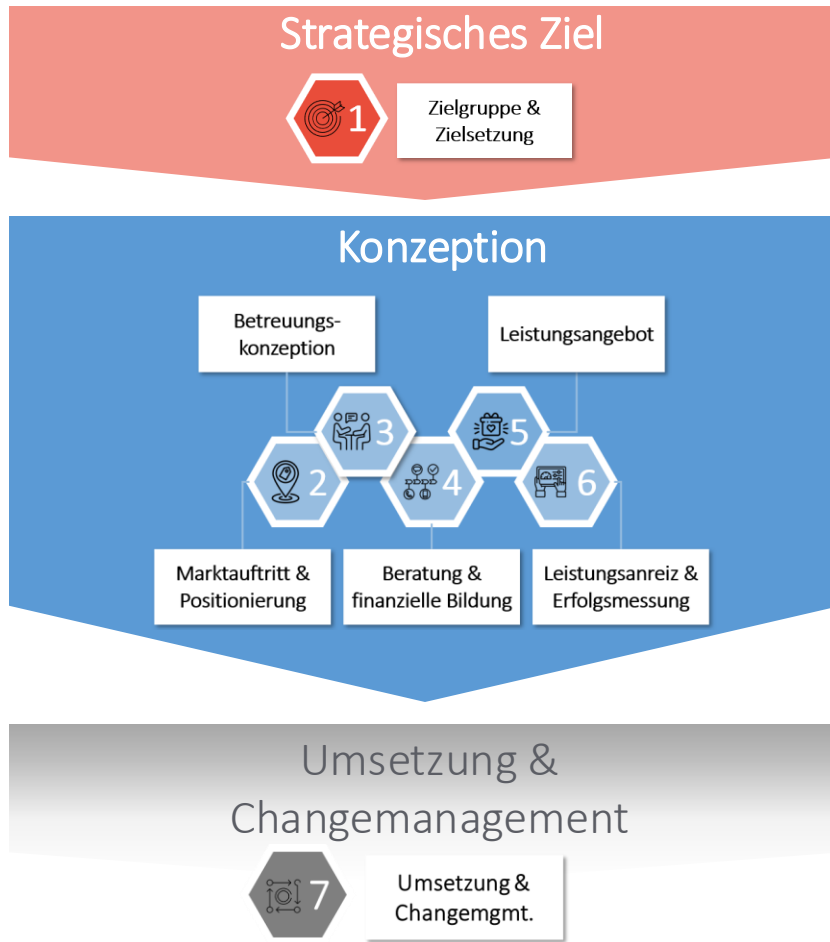 Strategisches Ziel
1
Zielgruppe &
Zielsetzung
Konzeption
Betreuungs-
konzeption
Leistungsangebot
3
5
2
4
6
Marktauftritt &
Positionierung
Beratung &
finanzielle Bildung
Leistungsanreiz &
Erfolgsmessung
Umsetzung &
Changemanagement
7
Umsetzung &
Changemgmt.